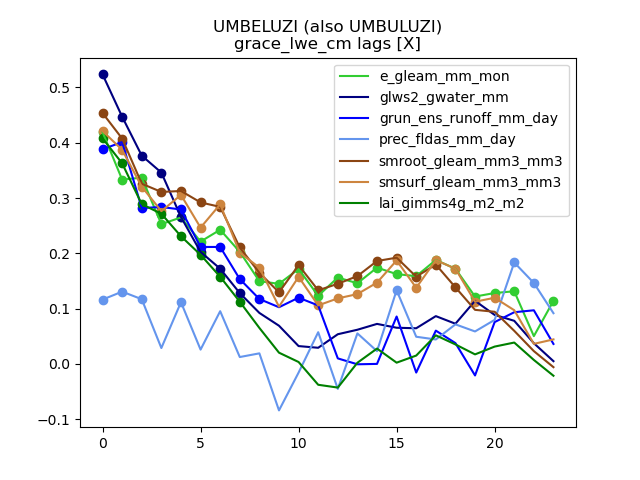 UMBELUZI (also UMBULUZI)
grace_lwe_cm lags [X]
e_gleam_mm_mon
glws2_gwater_mm
grun_ens_runoff_mm_day
prec_fldas_mm_day
smroot_gleam_mm3_mm3
smsurf_gleam_mm3_mm3
lai_gimms4g_m2_m2
0.5
0.4
0.3
0.2
0.1
0.0
−0.1
0 5 10 15 20